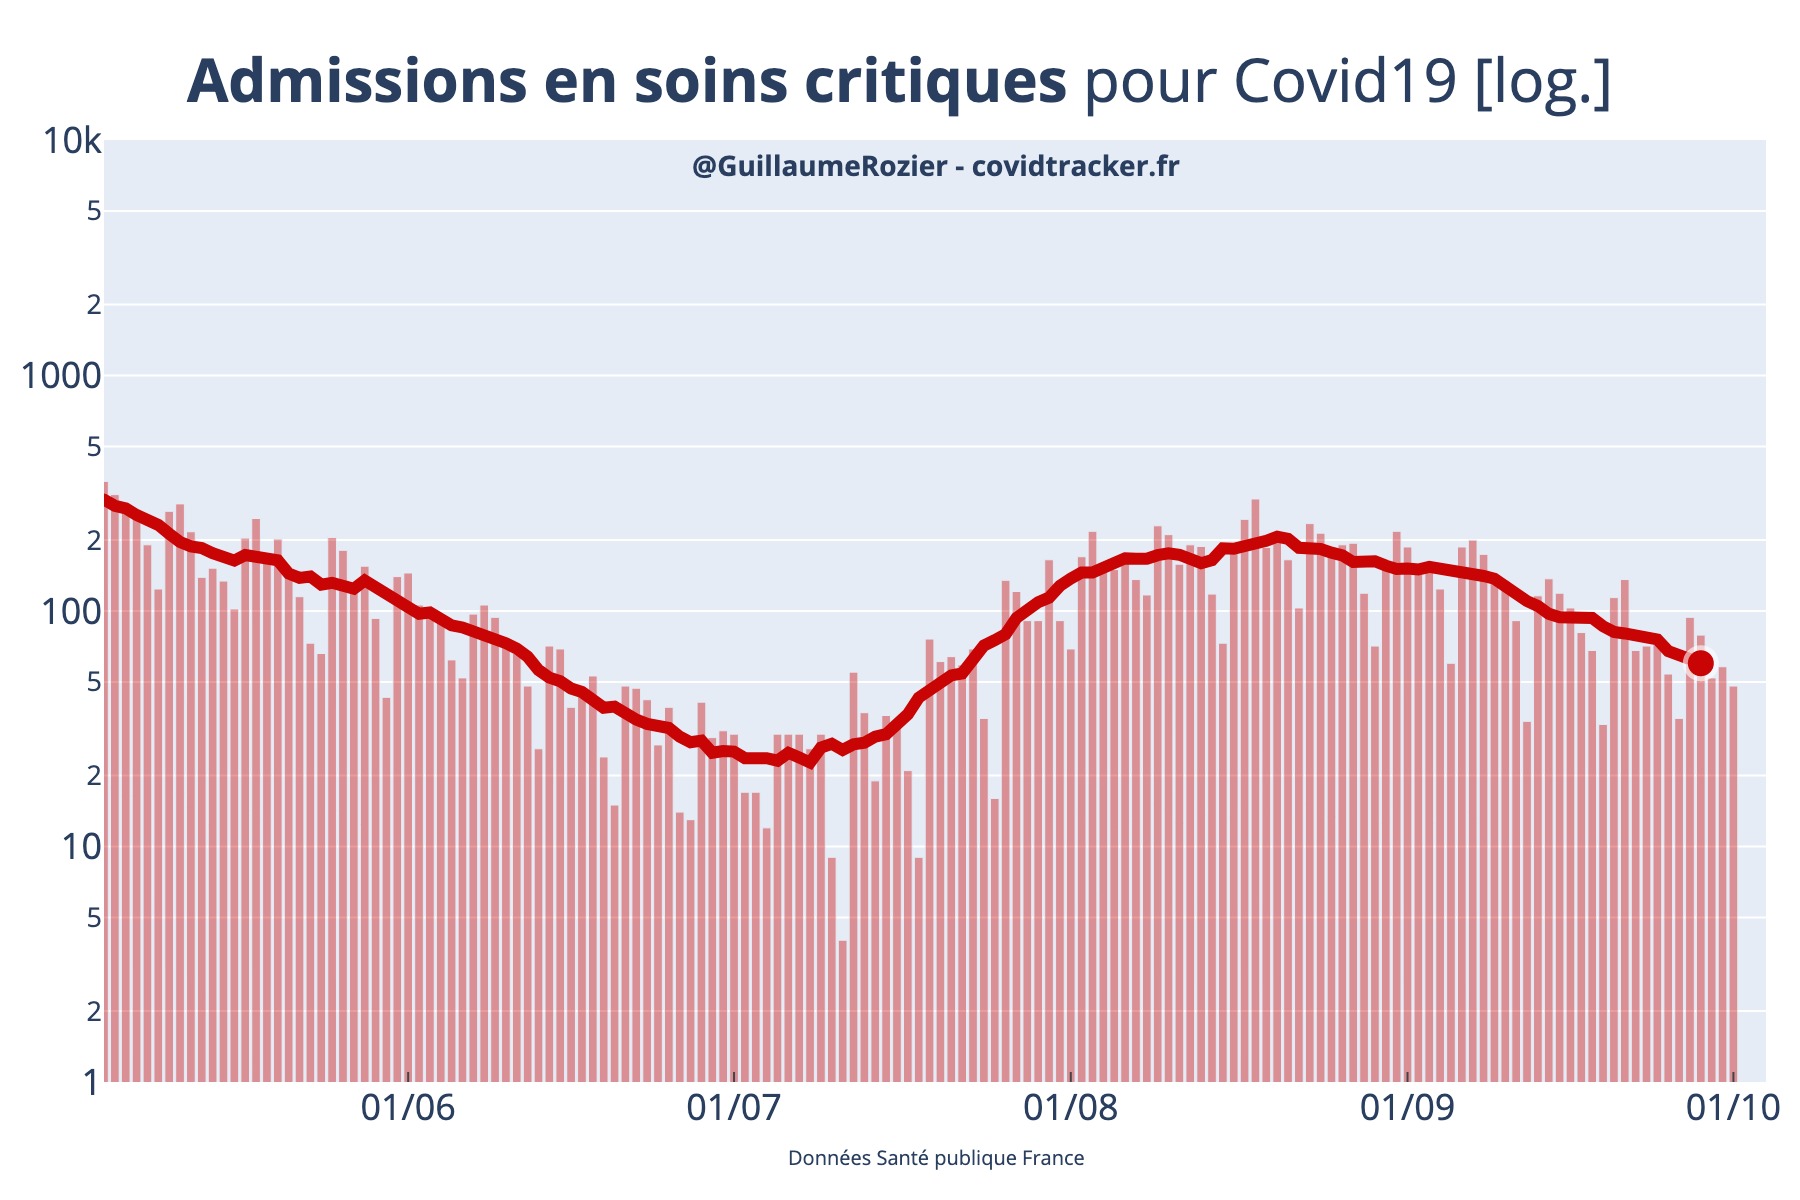 Admissions en soins critiques pour Covid19 [log.]
@GuillaumeRozier - covidtracker.fr
10k
5
2
1000
5
2
100
5
2
10
5
2
1
01/06 01/07 01/08 01/09 01/10
Données Santé publique France